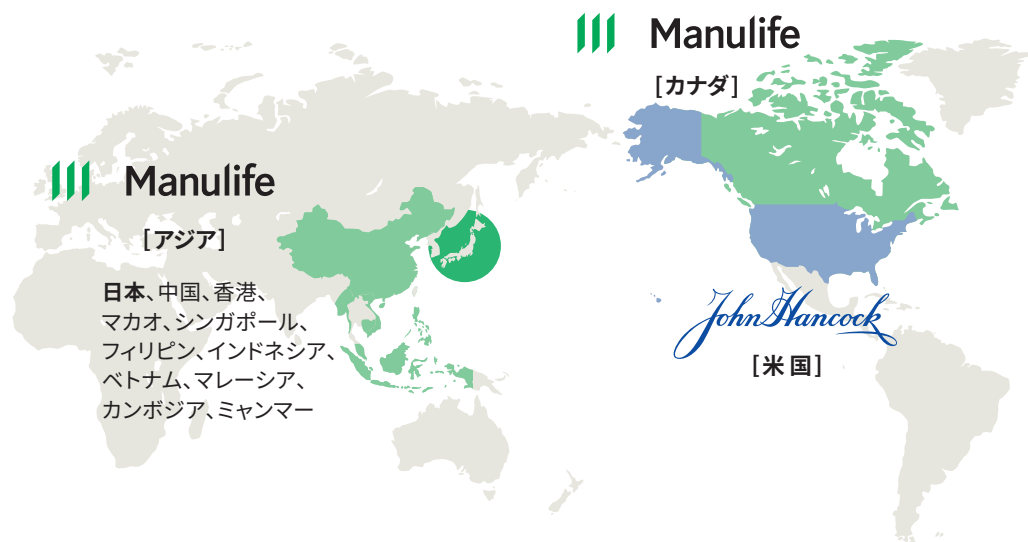 Manulife
[カナダ]
Manulife
[アジア]
日本、中国、香港、
マカオ、シンガポール、
フィリピン、インドネシア、
ベトナム、マレーシア、
カンボジア、ミャンマー
John Hancock
[米国]